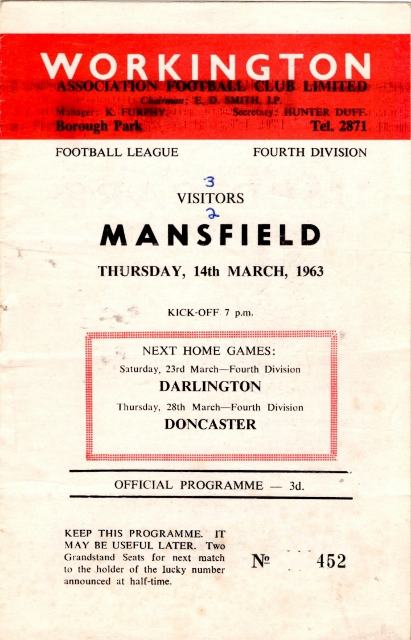 WORKINGTON
ASSOCIATION FOOTBALL CLUB LIMITED
Chairman: E. D. SMITH, J.P.
Manager: K. FURPHY. Secretary: HUNTER DUFF.
Borough Park Tel. 2871
FOOTBALL LEAGUE FOURTH DIVISION
3
VISITORS
2
MANSFIELD
THURSDAY, 14th MARCH, 1963
KICK-OFF 7 p.m.
NEXT HOME GAMES:
Saturday, 23rd March—Fourth Division
DARLINGTON
Thursday, 28th March—Fourth Division
DONCASTER
OFFICIAL PROGRAMME — 3d.
KEEP THIS PROGRAMME. IT
MAY BE USEFUL LATER. Two
Grandstand Seats for next match
to the holder of the lucky number
announced at half-time.
Nº 452